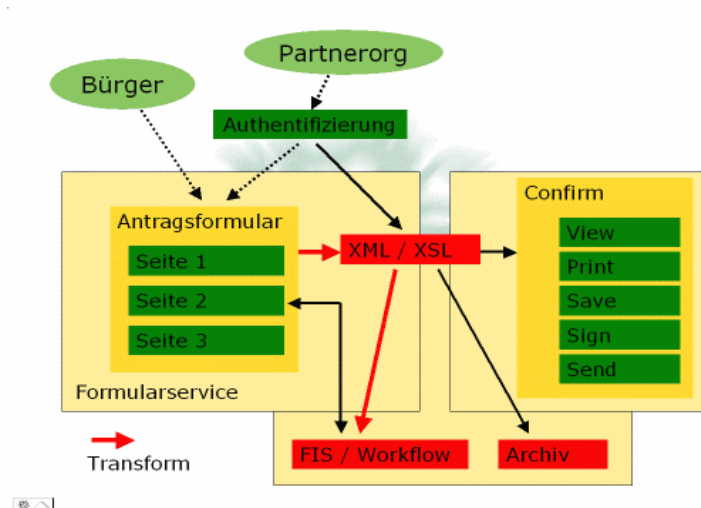 Partnerorg
Bürger
Authentifizierung
Confirm
Antragsformular
View
XML / XSL
Seite 1
Print
Seite 2
Save
Seite 3
Sign
Send
Formularservice
FIS / Workflow
Archiv
Transform